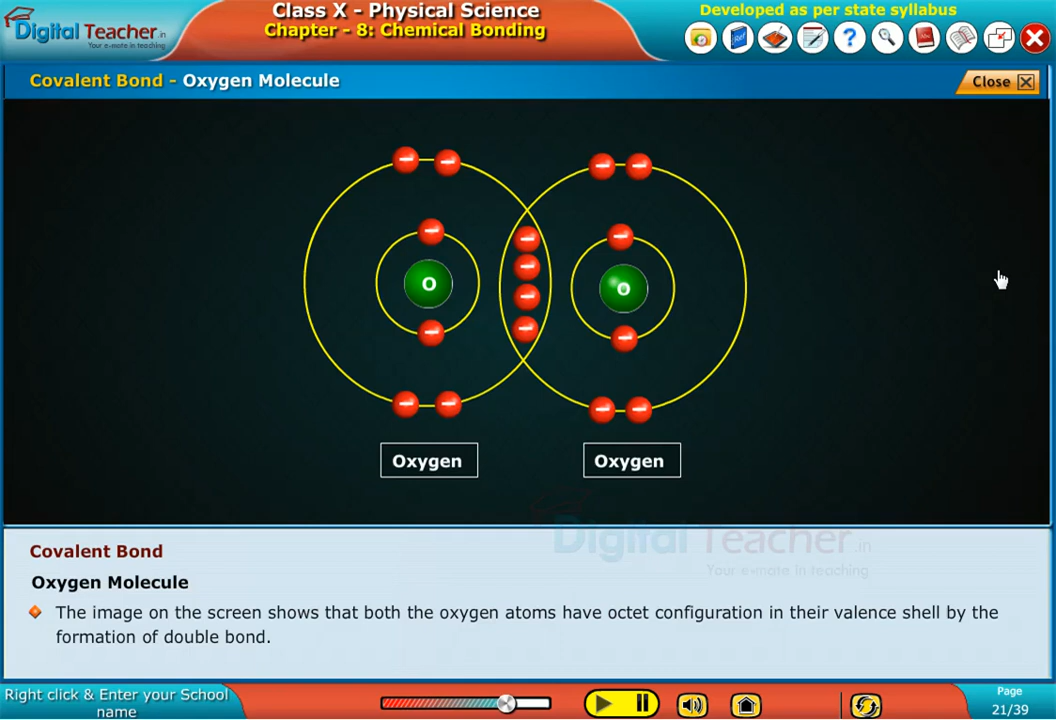 Digital Teacher.in
Your e-mate in teaching
Class X - Physical Science
Chapter - 8: Chemical Bonding
Developed as per state syllabus
Ref
?
Covalent Bond - Oxygen Molecule
Close
O
O
Oxygen
Oxygen
Digital Teacher.in
Your e-mate in teaching
Covalent Bond
Oxygen Molecule
The image on the screen shows that both the oxygen atoms have octet configuration in their valence shell by the
formation of double bond.
Right click & Enter your School
name
Page
21/39